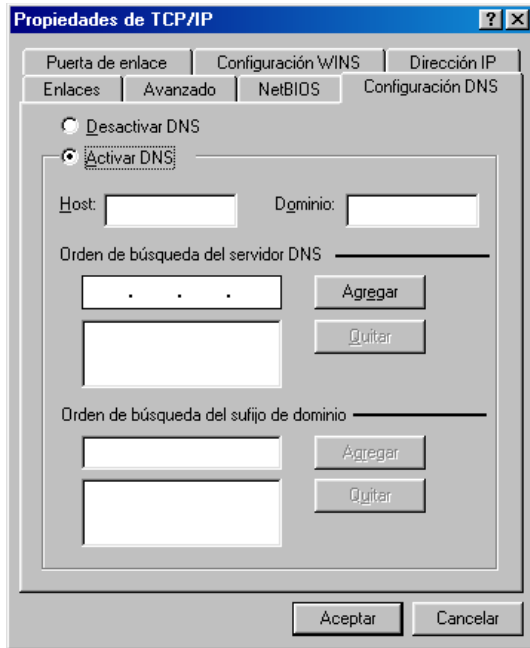 Propiedades de TCP/IP
Puerta de enlace Configuración WINS Dirección IP
Enlaces Avanzado NetBIOS Configuración DNS
Desactivar DNS
Activar DNS
Host: Dominio:
Orden de búsqueda del servidor DNS
. . . Agregar
Quitar
Orden de búsqueda del sufijo de dominio
Agregar
Quitar
Aceptar Cancelar